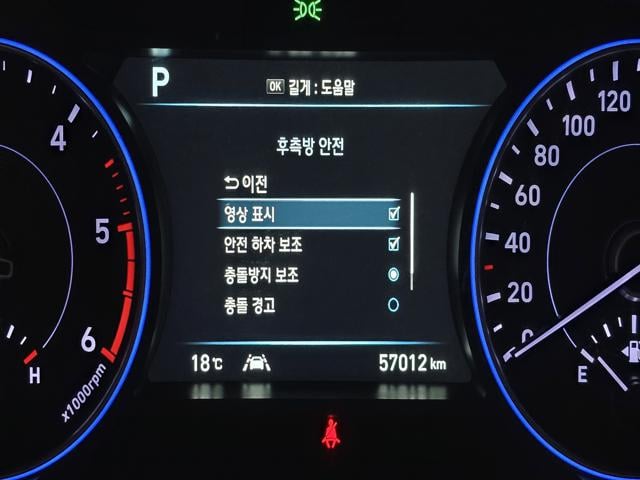 P
OK 길게 : 도움말
후측방 안전
이전
영상 표시
안전 하차 보조
충돌방지 보조
충돌 경고
18℃
57012 km
4
5
6
x1000rpm
H
120
100
80
60
40
20
0
E